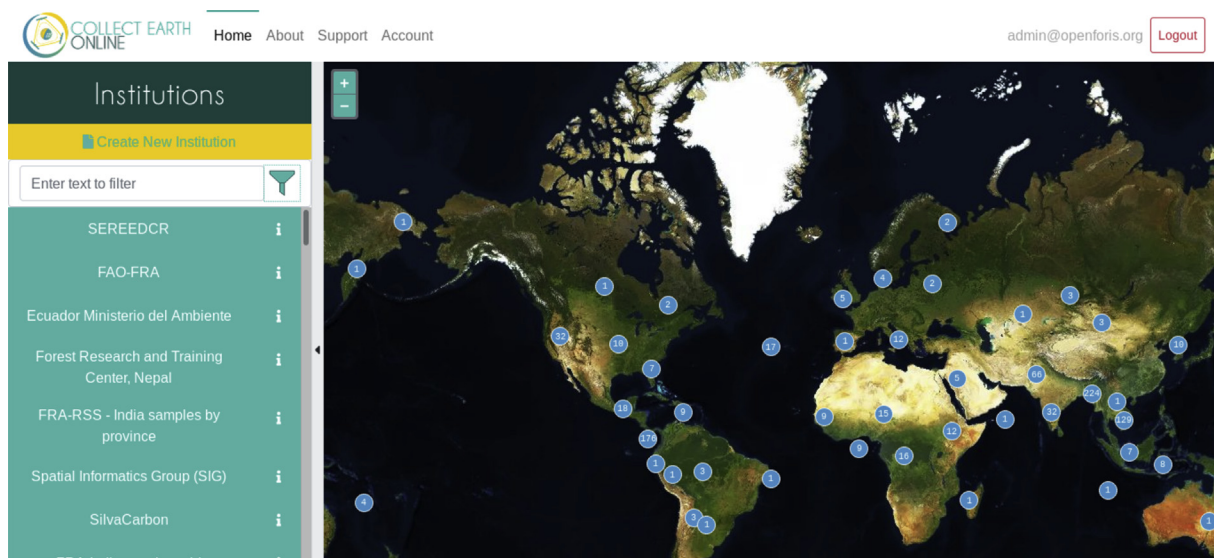 COLLECT EARTH
ONLINE
Home About Support Account
admin@openforis.org
Logout
Institutions
Create New Institution
Enter text to filter
SEREEDCR
FAO-FRA
Ecuador Ministerio del Ambiente
Forest Research and Training
Center, Nepal
FRA-RSS - India samples by
province
Spatial Informatics Group (SIG)
SilvaCarbon
+
−
1
2
1
4
2
1
5
3
2
1
3
32
10
1
12
10
17
7
5
66
224
18
9
9
15
1
32
1
129
176
12
9
16
7
8
1
1
3
1
1
1
4
3
1
1